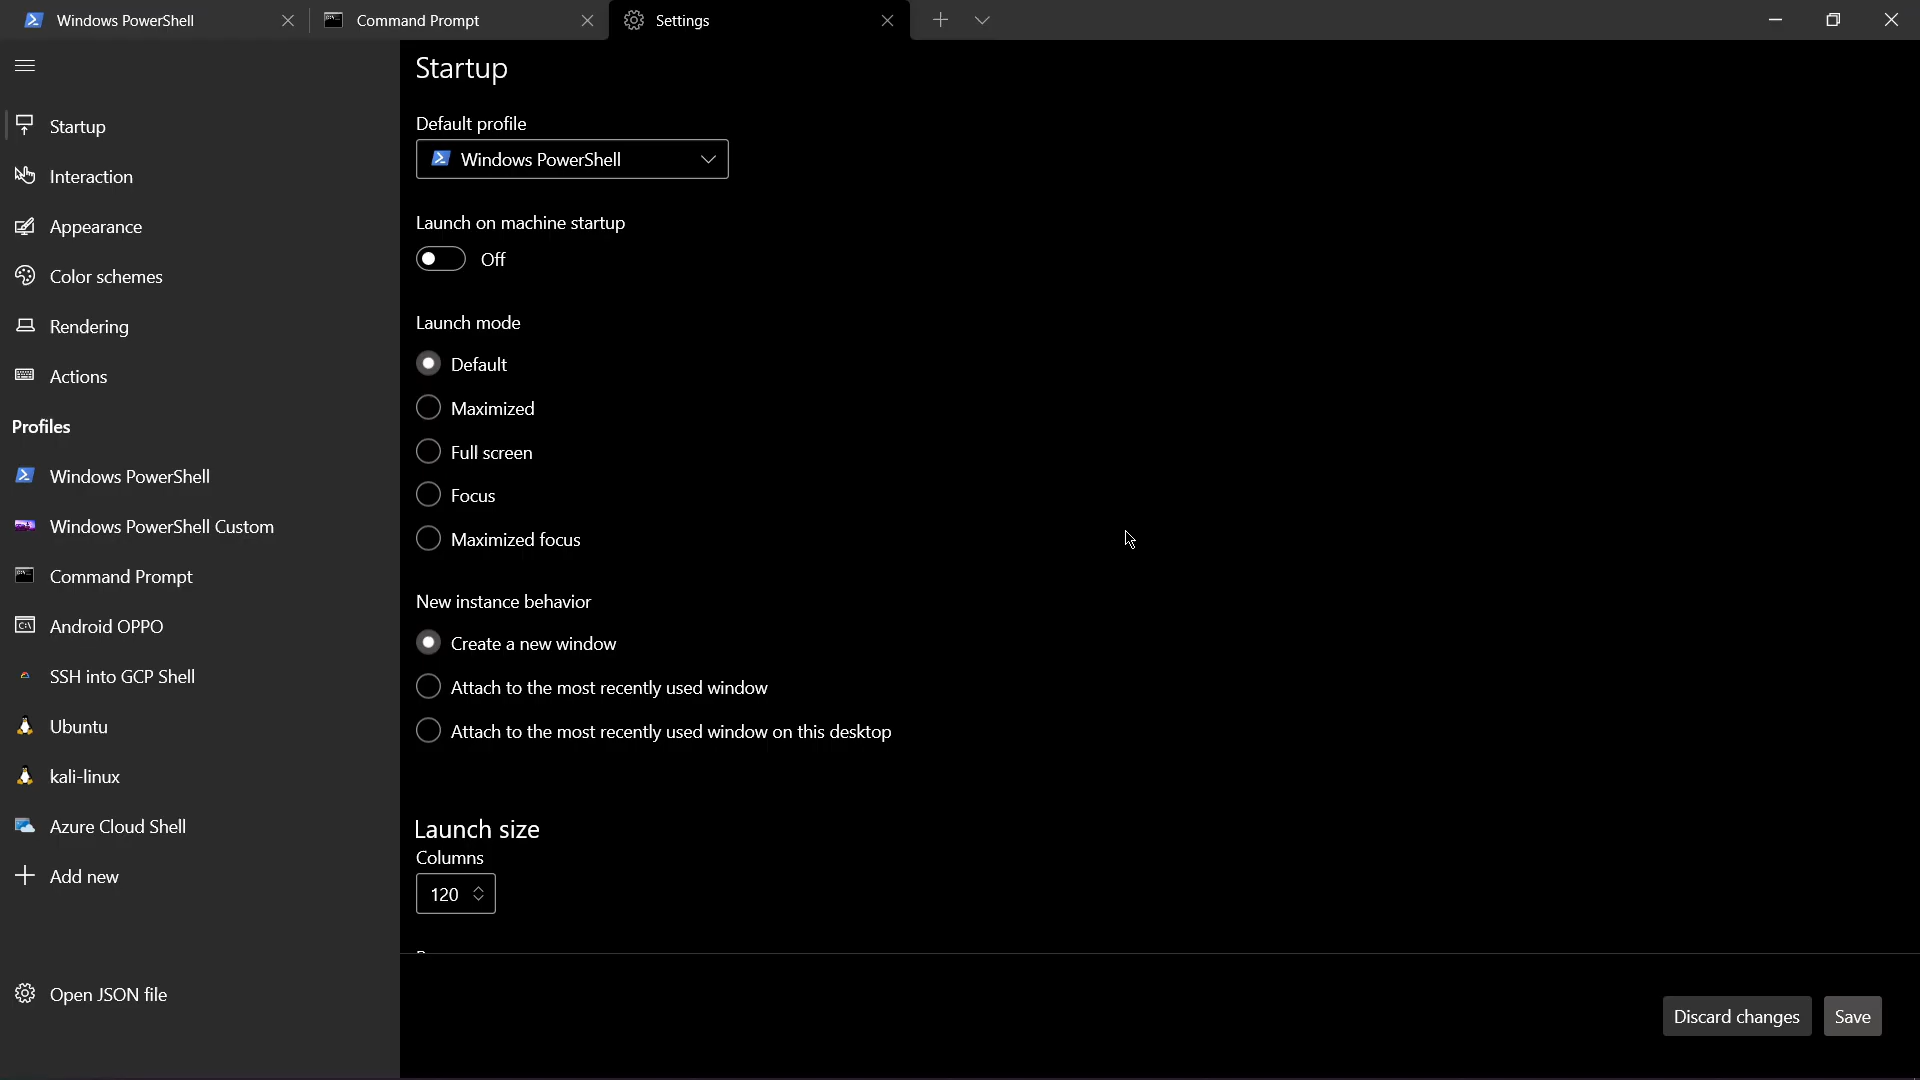 Windows PowerShell
Command Prompt
Settings
Startup
Interaction
Appearance
Color schemes
Rendering
Actions
Profiles
Windows PowerShell
Windows PowerShell Custom
Command Prompt
Android OPPO
SSH into GCP Shell
Ubuntu
kali-linux
Azure Cloud Shell
Add new
Open JSON file
Startup
Default profile
Windows PowerShell
Launch on machine startup
Off
Launch mode
Default
Maximized
Full screen
Focus
Maximized focus
New instance behavior
Create a new window
Attach to the most recently used window
Attach to the most recently used window on this desktop
Launch size
Columns
120
Discard changes
Save